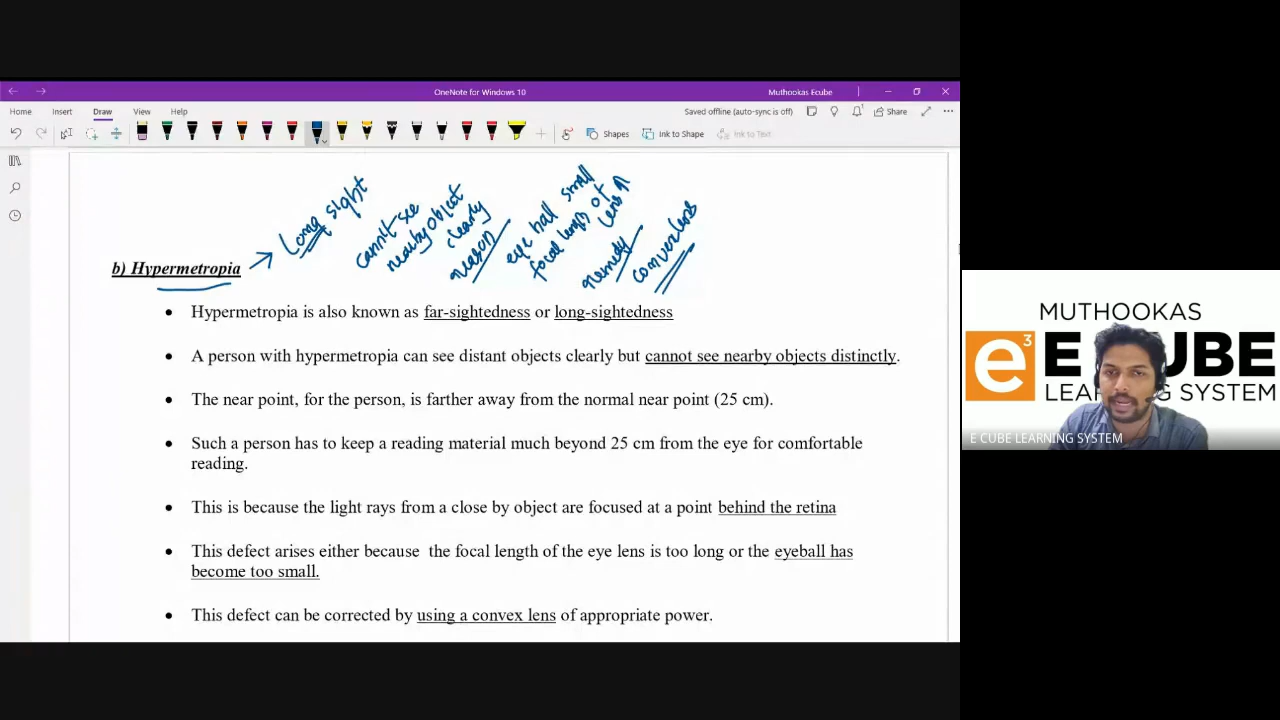 OneNote for Windows 10
Muthookas Ecube
Home Insert Draw View Help
Saved offline (auto-sync is off)
Share
Shapes
Ink to Shape
Ink to Text
Long sight
cannot see
nearby object
clearly
reason
eye ball small
focal length of
lens
remedy
convex lens
b) Hypermetropia
• Hypermetropia is also known as far-sightedness or long-sightedness
• A person with hypermetropia can see distant objects clearly but cannot see nearby objects distinctly.
• The near point, for the person, is farther away from the normal near point (25 cm).
• Such a person has to keep a reading material much beyond 25 cm from the eye for comfortable
reading.
• This is because the light rays from a close by object are focused at a point behind the retina
• This defect arises either because the focal length of the eye lens is too long or the eyeball has
become too small.
• This defect can be corrected by using a convex lens of appropriate power.
MUTHOOKAS
e3 E CUBE
LEARNING SYSTEM
E CUBE LEARNING SYSTEM